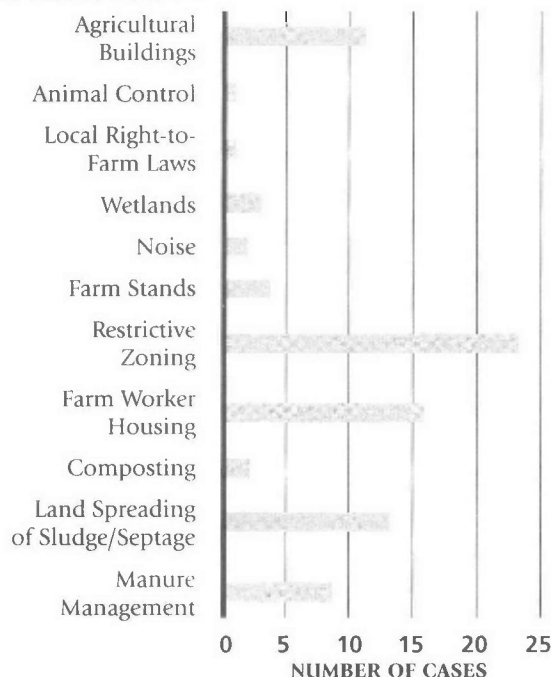 Agricultural
Buildings
Animal Control
Local Right-to-
Farm Laws
Wetlands
Noise
Farm Stands
Restrictive
Zoning
Farm Worker
Housing
Composting
Land Spreading
of Sludge/Septage
Manure
Management
0 5 10 15 20 25
NUMBER OF CASES